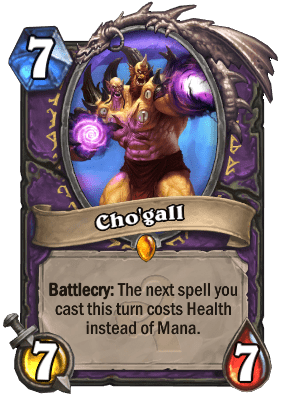 7
Cho'gall
Battlecry: The next spell you
cast this turn costs Health
instead of Mana.
7
7